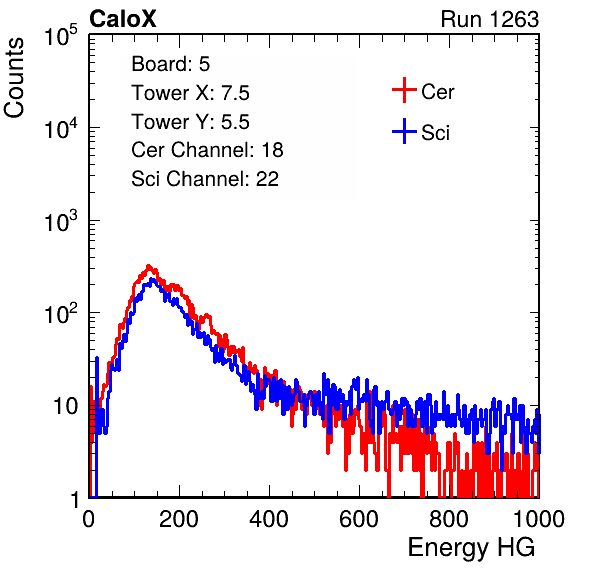 CaloX Run 1263
Counts
10^5
10^4
10^3
10^2
10
1
Board: 5
Tower X: 7.5
Tower Y: 5.5
Cer Channel: 18
Sci Channel: 22
Cer
Sci
0 200 400 600 800 1000
Energy HG